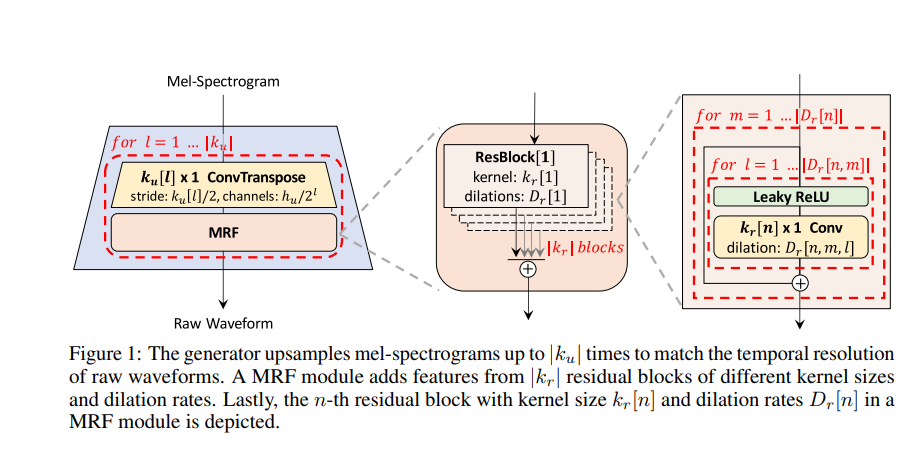 Mel-Spectrogram
for l = 1 ... |k_u|
k_u[l] x 1 ConvTranspose
stride: k_u[l]/2, channels: h_u/2^l
MRF
Raw Waveform
ResBlock[1]
kernel: k_r[1]
dilations: D_r[1]
|k_r| blocks
for m = 1 ...|D_r[n]|
for l = 1 ...|D_r[n, m]|
Leaky ReLU
k_r[n] x 1 Conv
dilation: D_r[n, m, l]
Figure 1: The generator upsamples mel-spectrograms up to |k_u| times to match the temporal resolution
of raw waveforms. A MRF module adds features from |k_r| residual blocks of different kernel sizes
and dilation rates. Lastly, the n-th residual block with kernel size k_r[n] and dilation rates D_r[n] in a
MRF module is depicted.